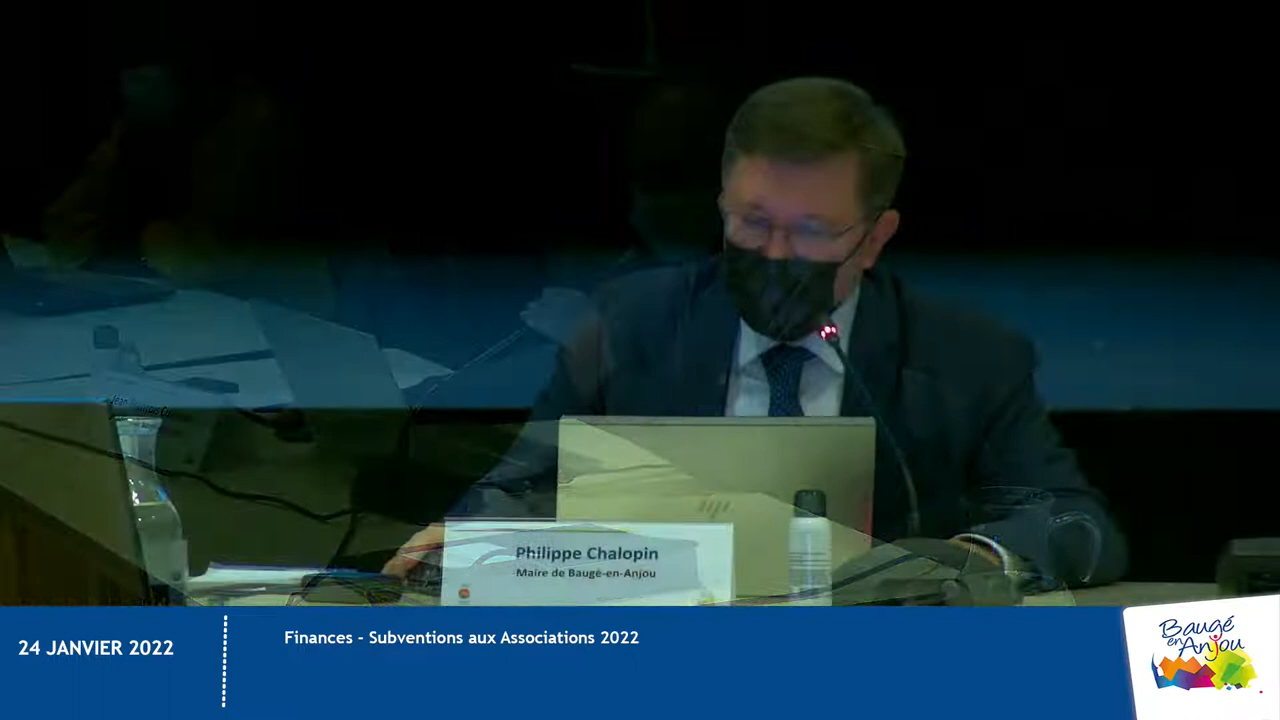 Philippe Chalopin
Maire de Baugé-en-Anjou
24 JANVIER 2022
Finances - Subventions aux Associations 2022
Baugé
en Anjou